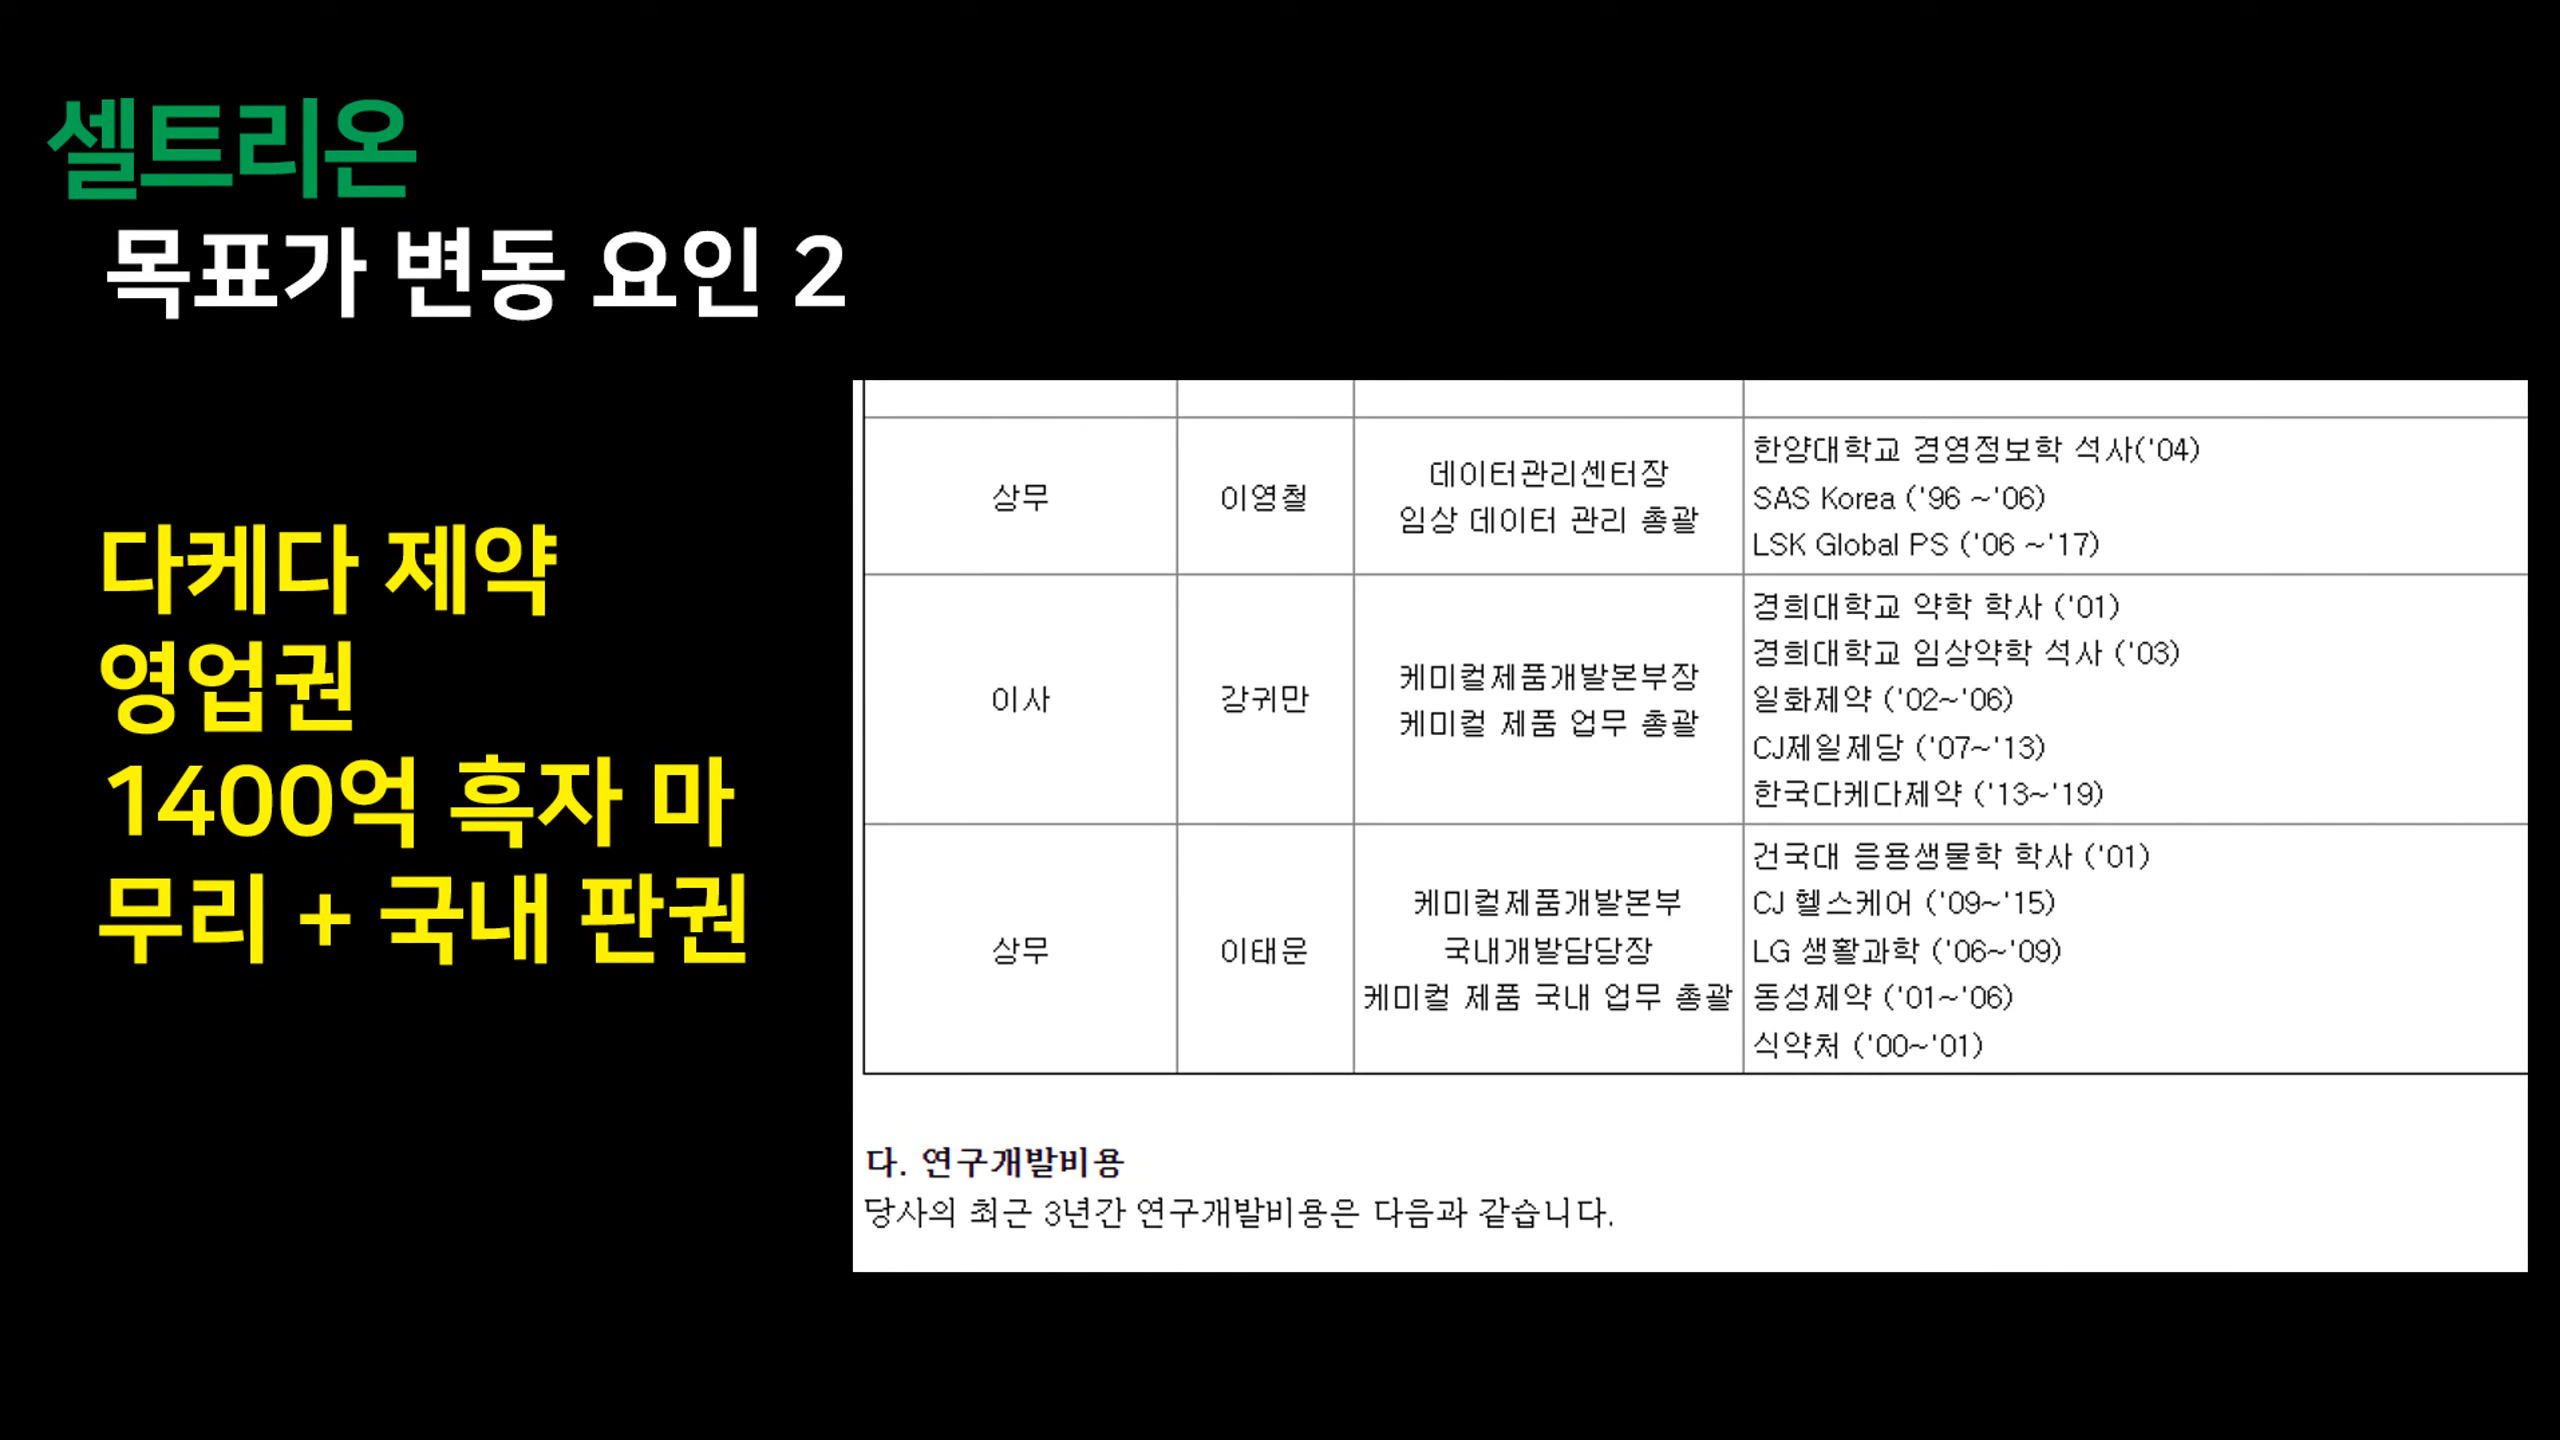 셀트리온
목표가 변동 요인 2
다케다 제약
영업권
1400억 흑자 마
무리 + 국내 판권
상무
이영철
데이터관리센터장
임상 데이터 관리 총괄
한양대학교 경영정보학 석사('04)
SAS Korea ('96 ~'06)
LSK Global PS ('06 ~'17)
이사
강귀만
케미컬제품개발본부장
케미컬 제품 업무 총괄
경희대학교 약학 학사 ('01)
경희대학교 임상약학 석사 ('03)
일화제약 ('02~'06)
CJ제일제당 ('07~'13)
한국다케다제약 ('13~'19)
상무
이태운
케미컬제품개발본부
국내개발담당장
케미컬 제품 국내 업무 총괄
건국대 응용생물학 학사 ('01)
CJ 헬스케어 ('09~'15)
LG 생활과학 ('06~'09)
동성제약 ('01~'06)
식약처 ('00~'01)
다. 연구개발비용
당사의 최근 3년간 연구개발비용은 다음과 같습니다.